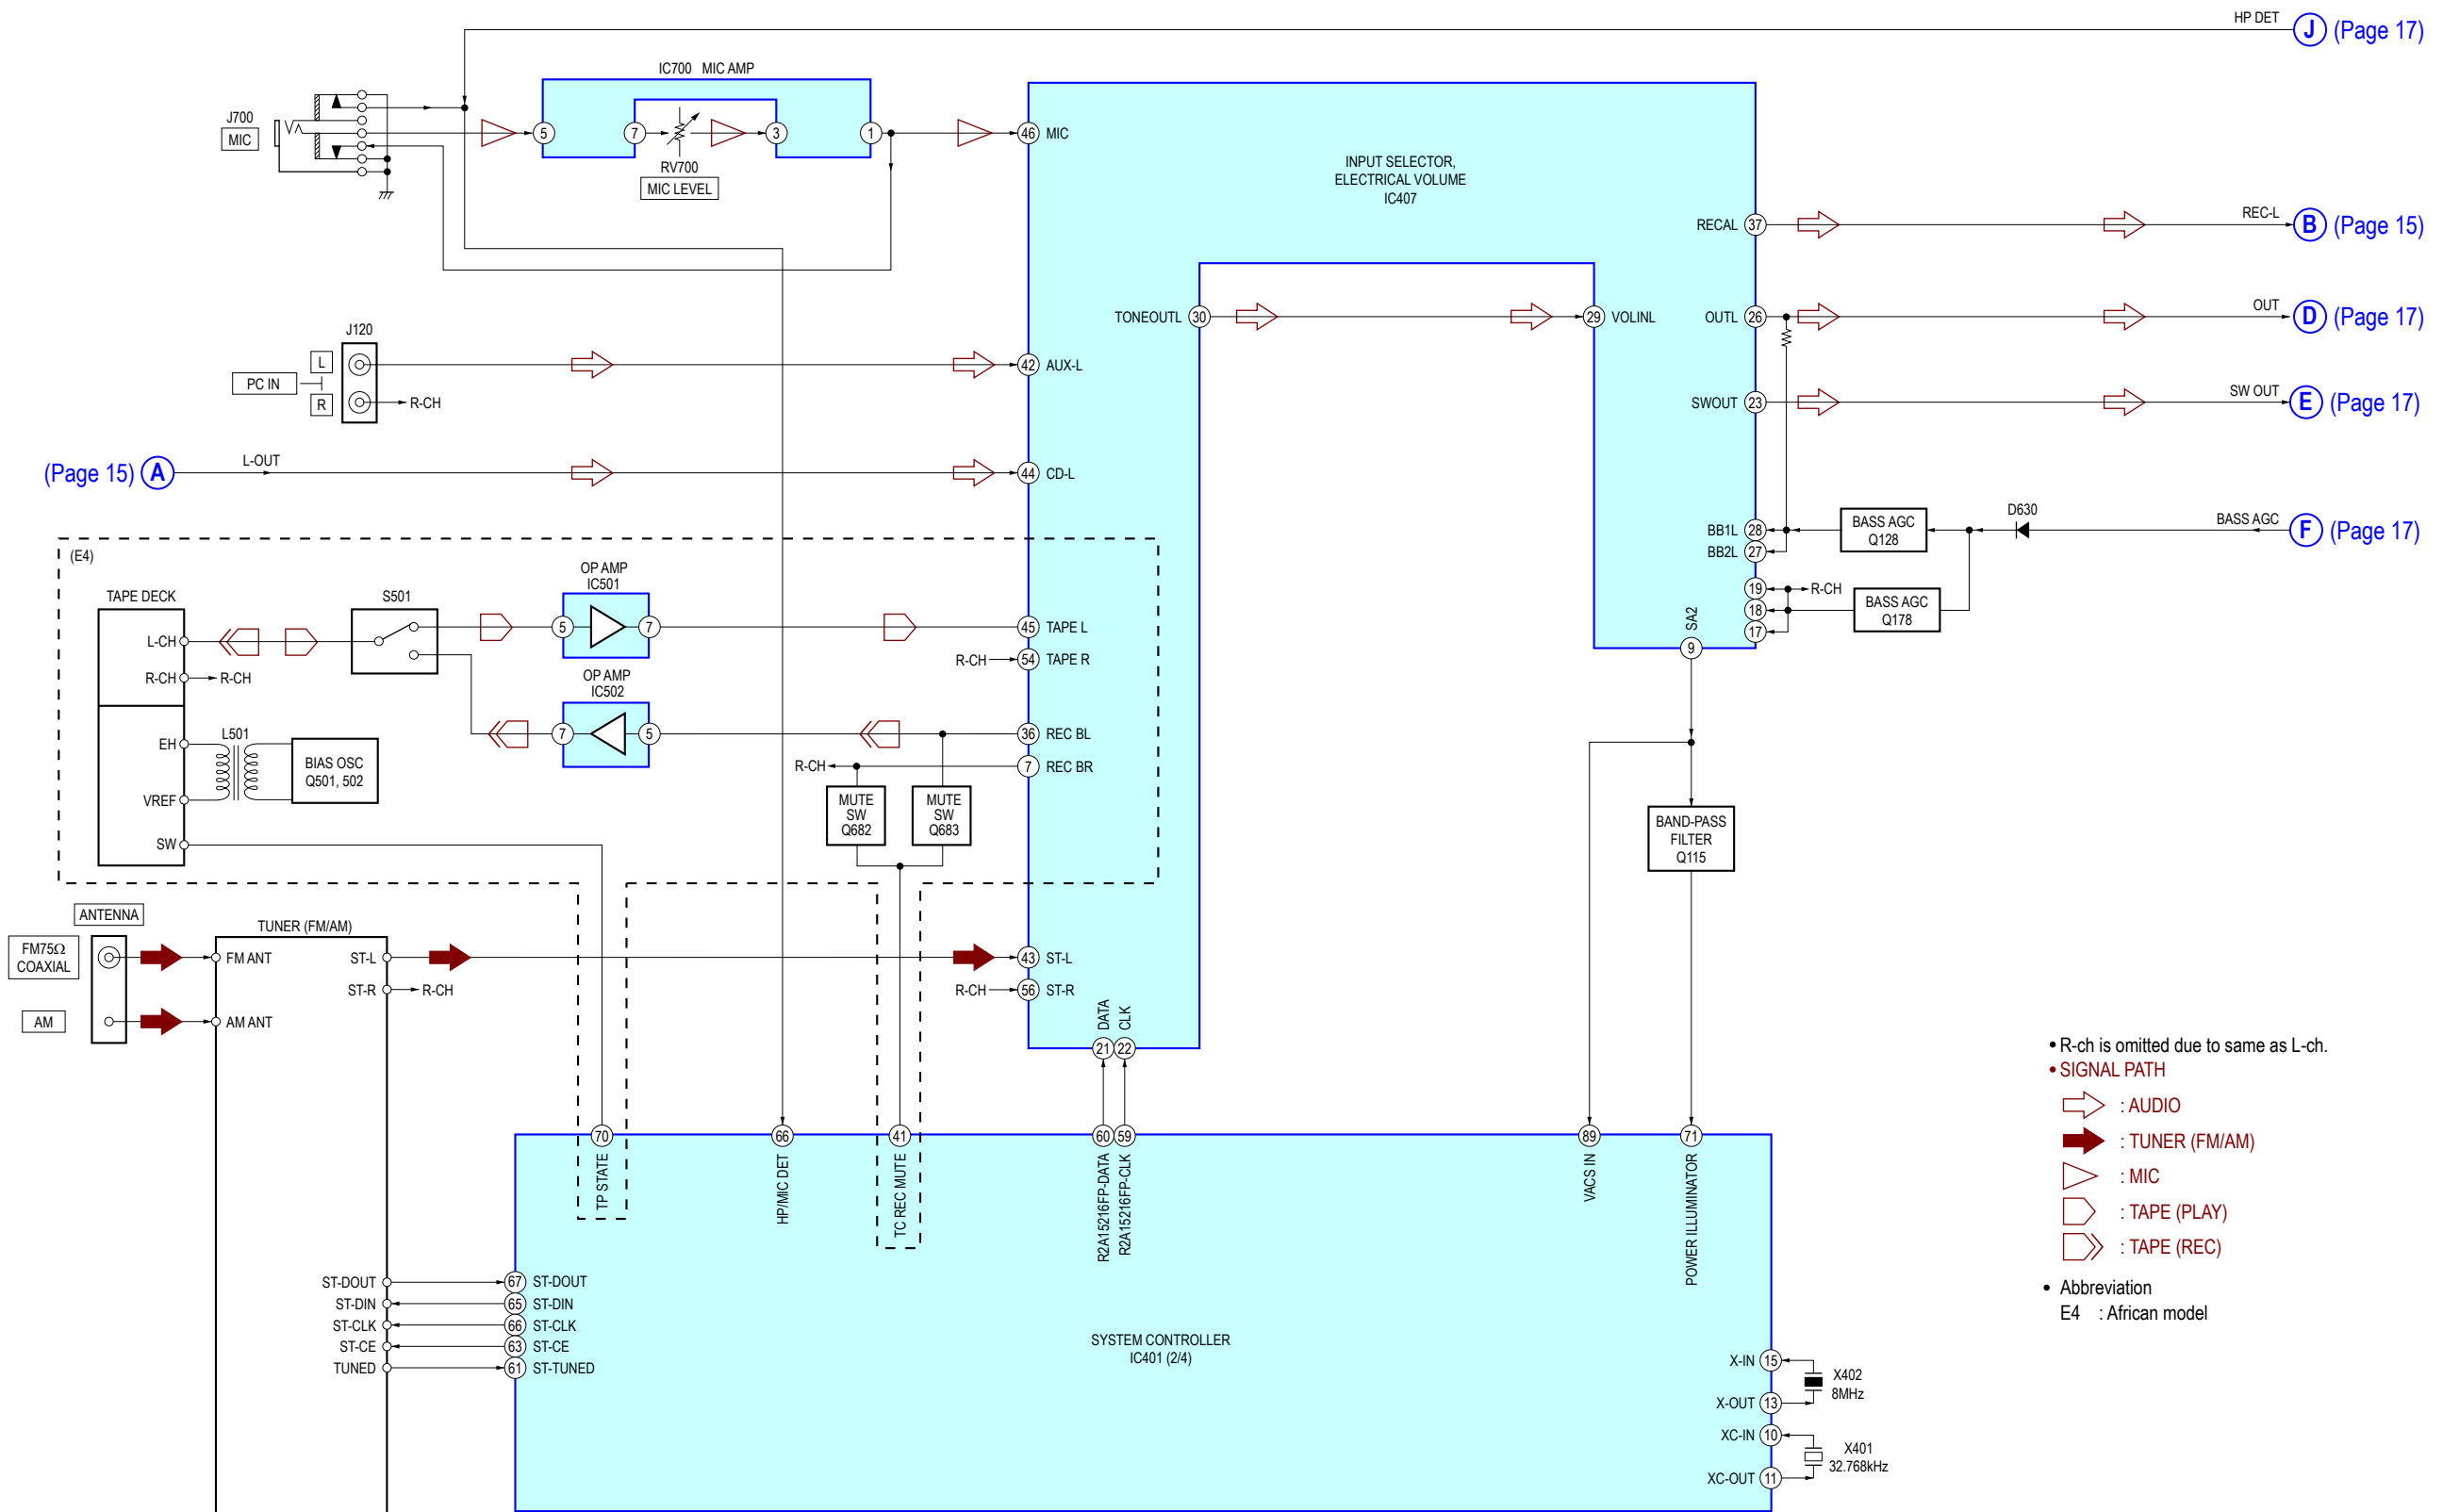 HP DET
J (Page 17)
IC700 MIC AMP
J700
MIC
5
7
3
1
46 MIC
RV700
MIC LEVEL
INPUT SELECTOR,
ELECTRICAL VOLUME
IC407
RECAL 37
REC-L
B (Page 15)
TONEOUTL 30
29 VOLINL
OUTL 26
OUT
D (Page 17)
J120
PC IN
L
R
R-CH
42 AUX-L
SWOUT 23
SW OUT
E (Page 17)
(Page 15) A
L-OUT
44 CD-L
BB1L 28
BB2L 27
BASS AGC
Q128
D630
BASS AGC
F (Page 17)
19
R-CH
18
17
BASS AGC
Q178
SA2
9
(E4)
TAPE DECK
L-CH
R-CH
R-CH
S501
OP AMP
IC501
5
7
45 TAPE L
R-CH
54 TAPE R
OP AMP
IC502
7
5
36 REC BL
R-CH
7 REC BR
EH
VREF
SW
L501
BIAS OSC
Q501, 502
MUTE
SW
Q682
MUTE
SW
Q683
BAND-PASS
FILTER
Q115
ANTENNA
FM75Ω
COAXIAL
AM
TUNER (FM/AM)
FM ANT
AM ANT
ST-L
ST-R
R-CH
43 ST-L
R-CH
56 ST-R
DATA
CLK
21
22
70
66
41
60
59
89
71
TP STATE
HP/MIC DET
TC REC MUTE
R2A15216FP-DATA
R2A15216FP-CLK
VACS IN
POWER ILLUMINATOR
ST-DOUT
67 ST-DOUT
ST-DIN
65 ST-DIN
ST-CLK
66 ST-CLK
ST-CE
63 ST-CE
TUNED
61 ST-TUNED
SYSTEM CONTROLLER
IC401 (2/4)
X-IN 15
X402
8MHz
X-OUT 13
XC-IN 10
X401
32.768kHz
XC-OUT 11
• R-ch is omitted due to same as L-ch.
• SIGNAL PATH
: AUDIO
: TUNER (FM/AM)
: MIC
: TAPE (PLAY)
: TAPE (REC)
• Abbreviation
E4 : African model